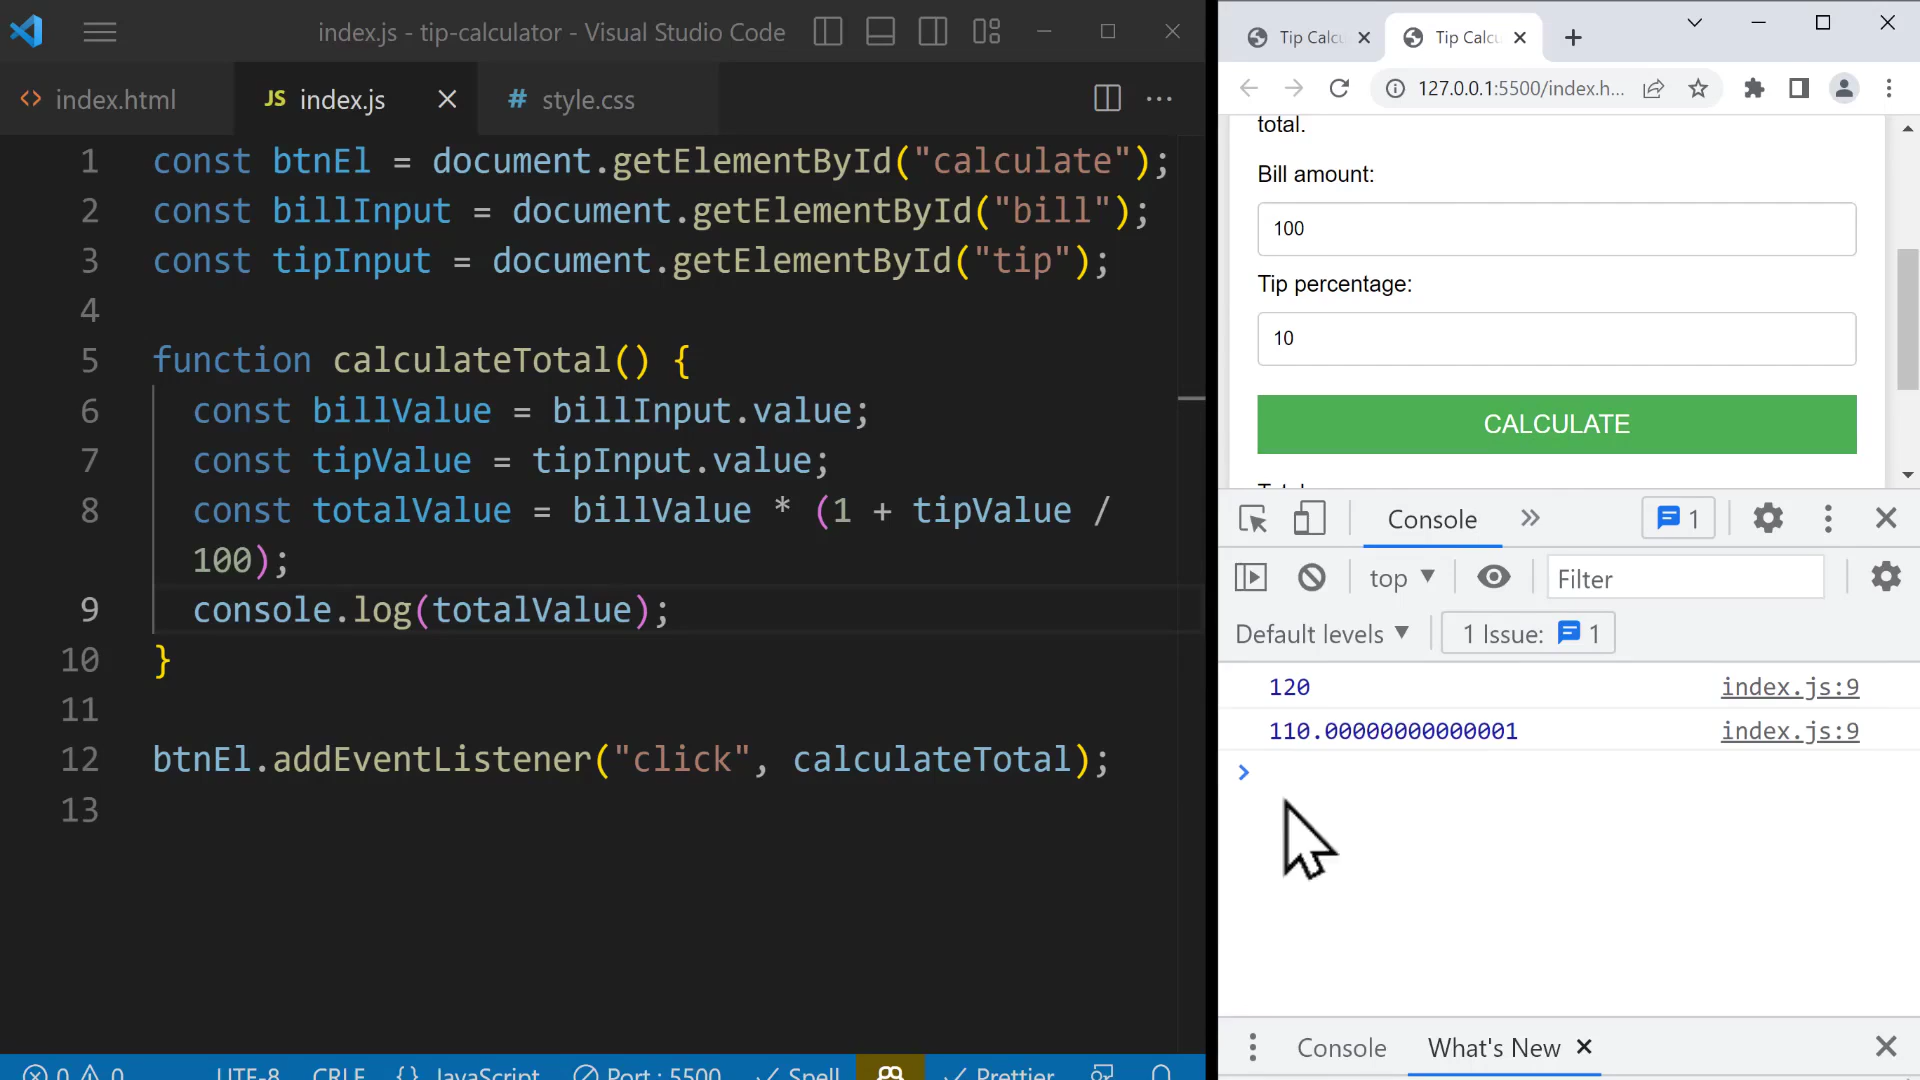 index.js - tip-calculator - Visual Studio Code
index.html
JS index.js
# style.css
1 const btnEl = document.getElementById("calculate");
2 const billInput = document.getElementById("bill");
3 const tipInput = document.getElementById("tip");
4
5 function calculateTotal() {
6 const billValue = billInput.value;
7 const tipValue = tipInput.value;
8 const totalValue = billValue * (1 + tipValue /
100);
9 console.log(totalValue);
10 }
11
12 btnEl.addEventListener("click", calculateTotal);
13
0 0 UTF-8 CRLF {} JavaScript Port : 5500 Spell Prettier
Tip Calcu
Tip Calcu
127.0.0.1:5500/index.h...
total.
Bill amount:
100
Tip percentage:
10
CALCULATE
Console
1
top
Filter
Default levels
1 Issue: 1
120 index.js:9
110.00000000000001 index.js:9
Console
What's New